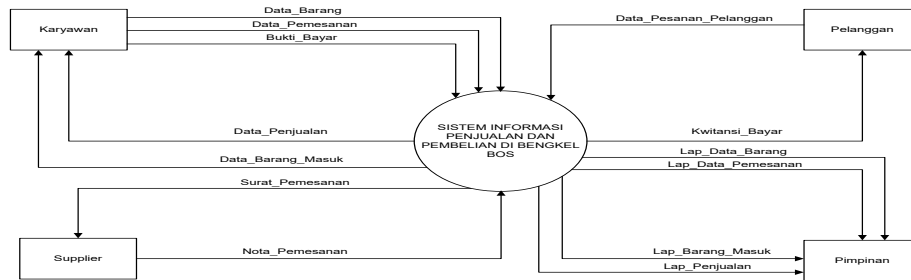 Data_Barang
Karyawan
Data_Pemesanan
Bukti_Bayar
Data_Pesanan_Pelanggan
Pelanggan
SISTEM INFORMASI
PENJUALAN DAN
PEMBELIAN DI BENGKEL
BOS
Data_Penjualan
Kwitansi_Bayar
Data_Barang_Masuk
Lap_Data_Barang
Lap_Data_Pemesanan
Surat_Pemesanan
Supplier
Nota_Pemesanan
Lap_Barang_Masuk
Lap_Penjualan
Pimpinan